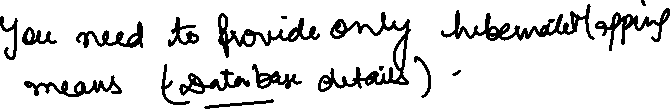 You need to provide only hibernateMapping
means (Database details).